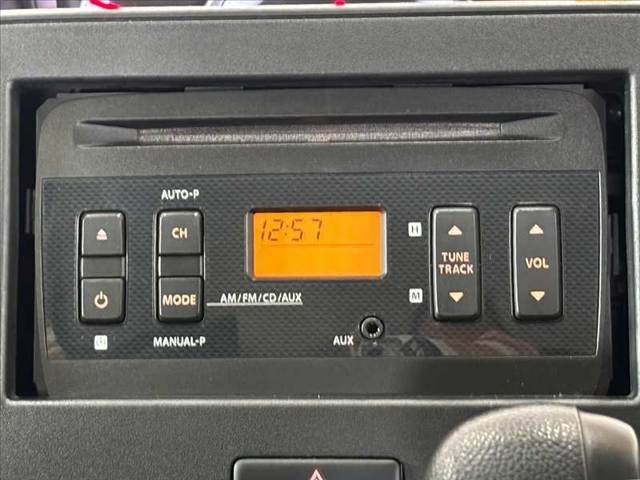 AUTO-P
CH
12:57
H
TUNE
TRACK
VOL
MODE
AM/FM/CD/AUX
M
MANUAL-P
AUX